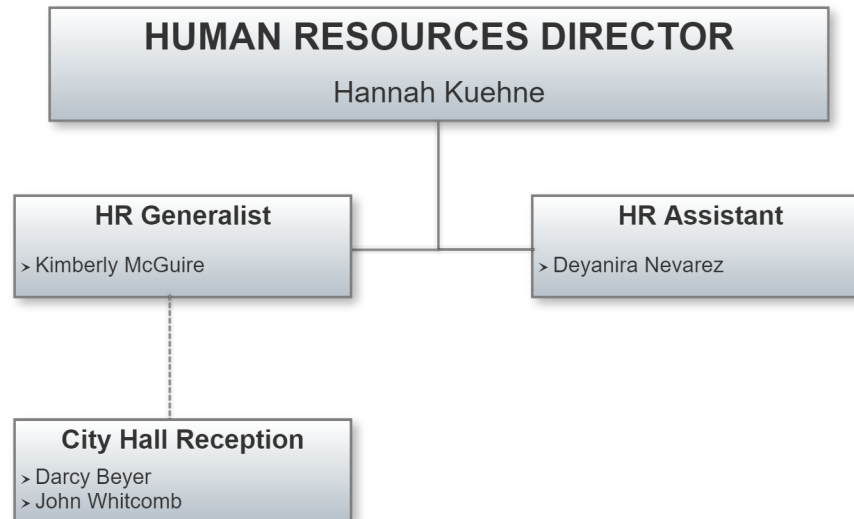 HUMAN RESOURCES DIRECTOR
Hannah Kuehne
HR Generalist
Kimberly McGuire
HR Assistant
Deyanira Nevarez
City Hall Reception
Darcy Beyer
John Whitcomb